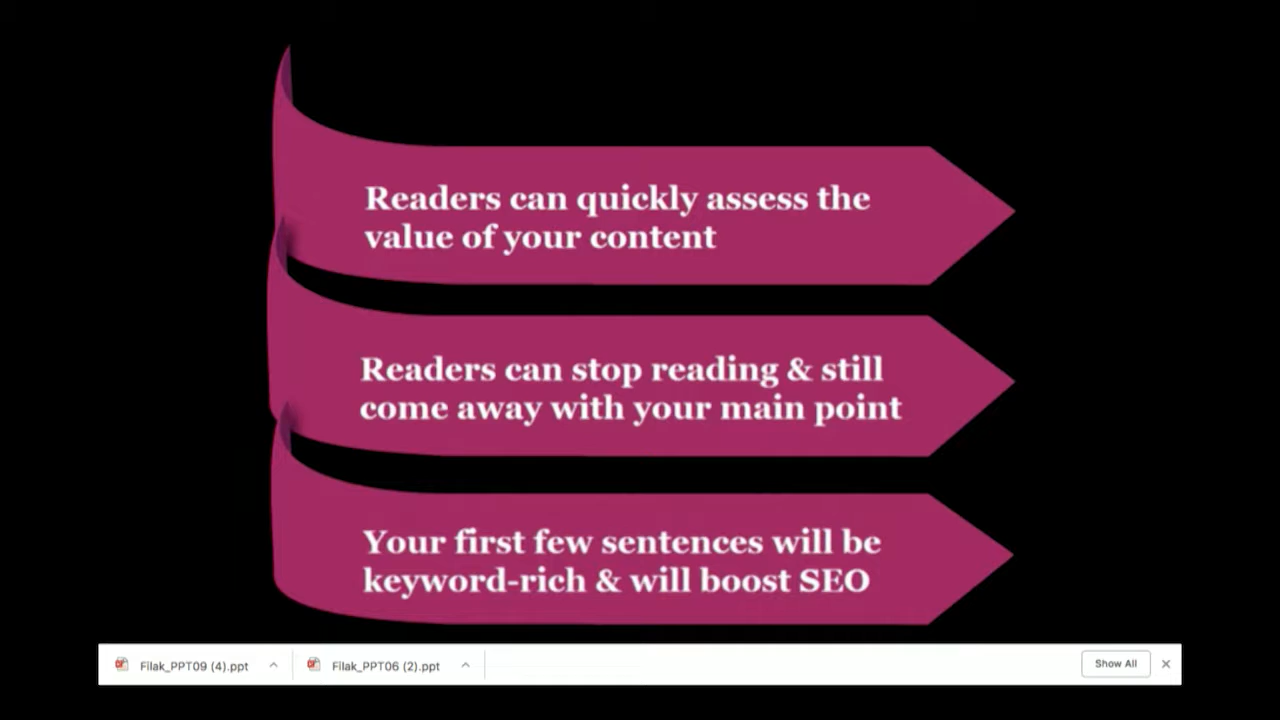 Readers can quickly assess the
value of your content
Readers can stop reading & still
come away with your main point
Your first few sentences will be
keyword-rich & will boost SEO
Filak_PPT09 (4).ppt
Filak_PPT06 (2).ppt
Show All